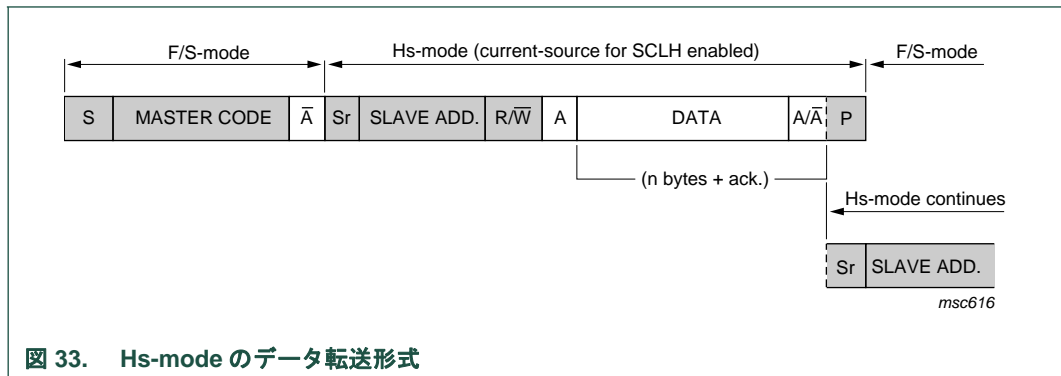 F/S-mode Hs-mode (current-source for SCLH enabled) F/S-mode
S MASTER CODE A̅ Sr SLAVE ADD. R/W̅ A DATA A/A̅ P
(n bytes + ack.)
Hs-mode continues
Sr SLAVE ADD.
msc616
図 33. Hs-mode のデータ転送形式